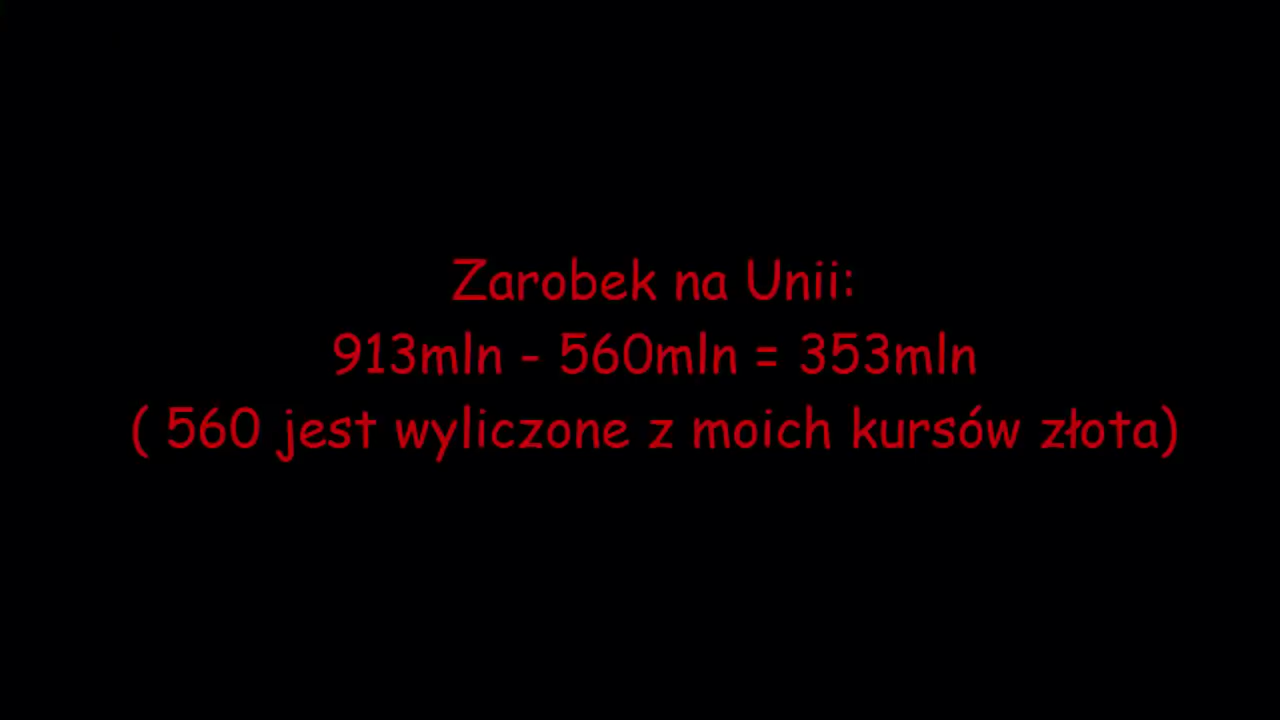 Zarobek na Unii:
913mln - 560mln = 353mln
( 560 jest wyliczone z moich kursów złota)